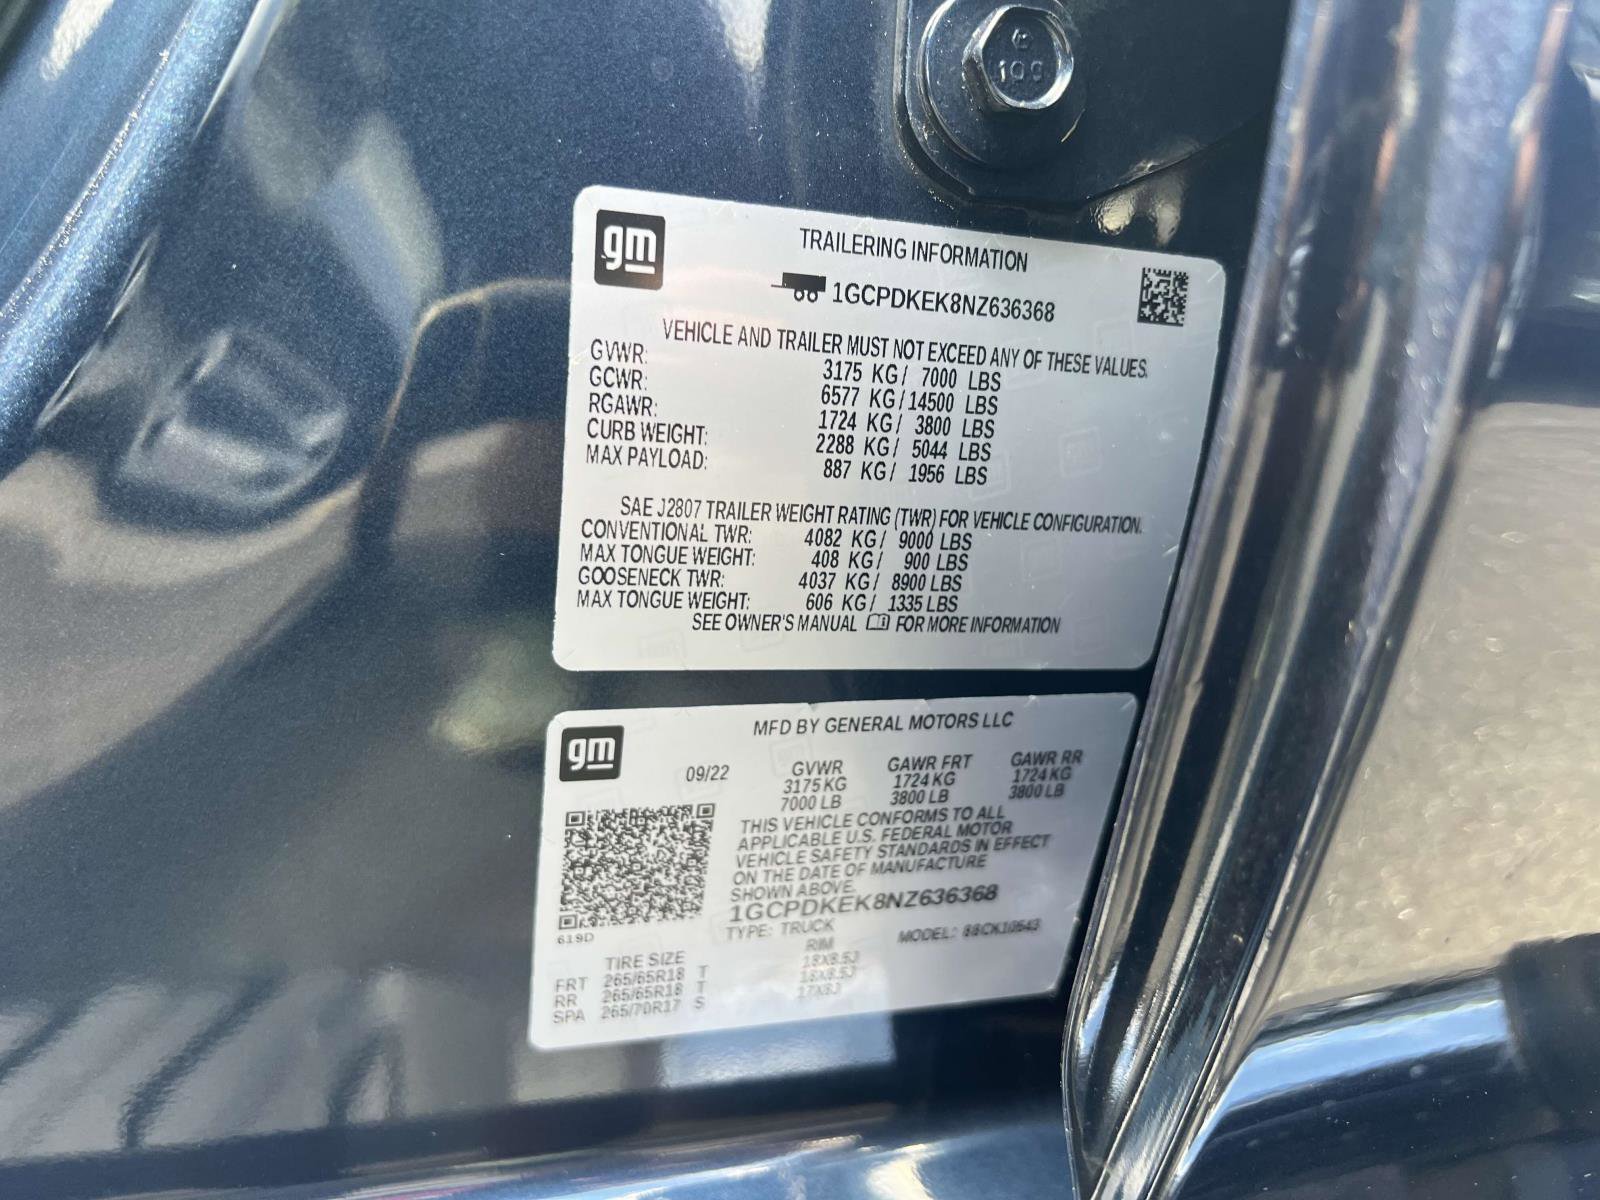 109
gm
TRAILERING INFORMATION
1GCPDKEK8NZ636368
VEHICLE AND TRAILER MUST NOT EXCEED ANY OF THESE VALUES.
GVWR: 3175 KG/ 7000 LBS
GCWR: 6577 KG/14500 LBS
RGAWR: 1724 KG/ 3800 LBS
CURB WEIGHT: 2288 KG/ 5044 LBS
MAX PAYLOAD: 887 KG/ 1956 LBS
SAE J2807 TRAILER WEIGHT RATING (TWR) FOR VEHICLE CONFIGURATION.
CONVENTIONAL TWR: 4082 KG/ 9000 LBS
MAX TONGUE WEIGHT: 408 KG/ 900 LBS
GOOSENECK TWR: 4037 KG/ 8900 LBS
MAX TONGUE WEIGHT: 606 KG/ 1335 LBS
SEE OWNER'S MANUAL FOR MORE INFORMATION
gm
MFD BY GENERAL MOTORS LLC
09/22 GVWR GAWR FRT GAWR RR
3175 KG 1724 KG 1724 KG
7000 LB 3800 LB 3800 LB
THIS VEHICLE CONFORMS TO ALL
APPLICABLE U.S. FEDERAL MOTOR
VEHICLE SAFETY STANDARDS IN EFFECT
ON THE DATE OF MANUFACTURE
SHOWN ABOVE.
1GCPDKEK8NZ636368
619D
TYPE: TRUCK MODEL: 88CK10543
TIRE SIZE RIM
FRT 265/65R18 T 18X8.5J
RR 265/65R18 T 18X8.5J
SPA 265/70R17 S 17X8J